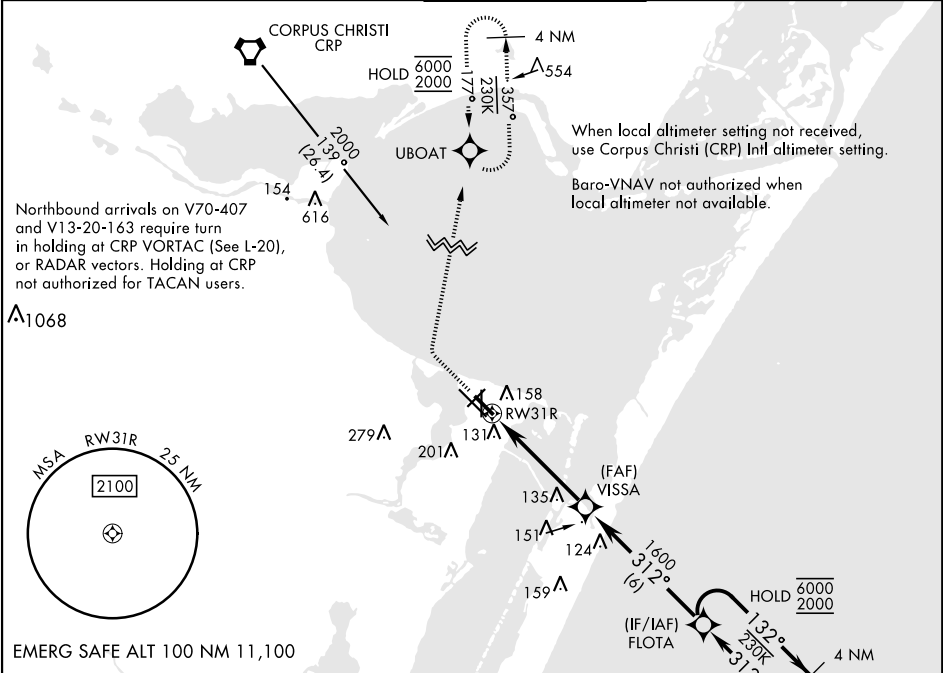 CORPUS CHRISTI
CRP
4 NM
HOLD 6000
2000
554
177°
230K
357°
2000
139°
(26.4)
UBOAT
When local altimeter setting not received,
use Corpus Christi (CRP) Intl altimeter setting.
Baro-VNAV not authorized when
local altimeter not available.
154
616
Northbound arrivals on V70-407
and V13-20-163 require turn
in holding at CRP VORTAC (See L-20),
or RADAR vectors. Holding at CRP
not authorized for TACAN users.
1068
158
RW31R
279
131
201
MSA RW31R 25 NM
2100
(FAF)
VISSA
135
151
124
159
1600
312°
(6)
HOLD 6000
2000
(IF/IAF)
FLOTA
132°
230K
4 NM
EMERG SAFE ALT 100 NM 11,100